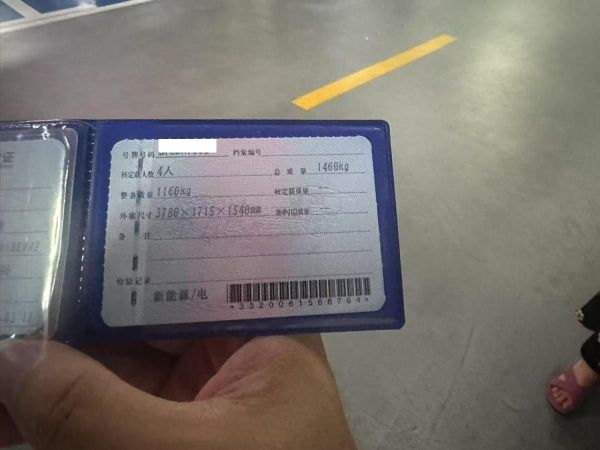 证
号牌号码 档案编号
核定载人数 4人 总质量 1460kg
整备质量 1160kg 核定载质量 --
外廓尺寸 3780×1715×1540mm 准牵引总质量 --
备注
检验记录
新能源/电
*3320061568764*